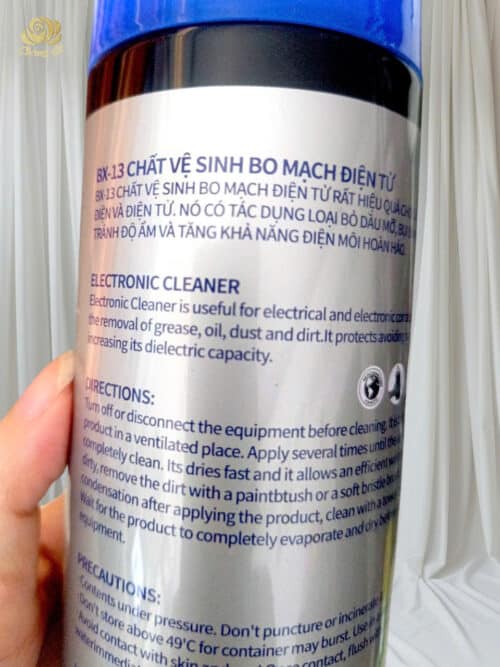 BX-13 CHẤT VỆ SINH BO MẠCH ĐIỆN TỬ
BX-13 CHẤT VỆ SINH BO MẠCH ĐIỆN TỬ RẤT HIỆU QUẢ CHO
ĐIỆN VÀ ĐIỆN TỬ. NÓ CÓ TÁC DỤNG LOẠI BỎ DẦU MỠ, BỤI
TRÁNH ĐỘ ẨM VÀ TĂNG KHẢ NĂNG ĐIỆN MÔI HOÀN HẢO.
ELECTRONIC CLEANER
Electronic Cleaner is useful for electrical and electronic
the removal of grease, oil, dust and dirt.It protects avoiding
increasing its dielectric capacity.
DIRECTIONS:
Turn off or disconnect the equipment before cleaning.
product in a ventilated place. Apply several times until the
completely clean. Its dries fast and it allows an efficient
dirty, remove the dirt with a paintbtush or a soft bristle
condensation after applying the product, clean with a
Wait for the product to completely evaporate and dry
equipment.
PRECAUTIONS:
Contents under pressure. Don't puncture or incinerate
Don't store above 49°C for container may burst. Use in
Avoid contact with skin and contact, flush